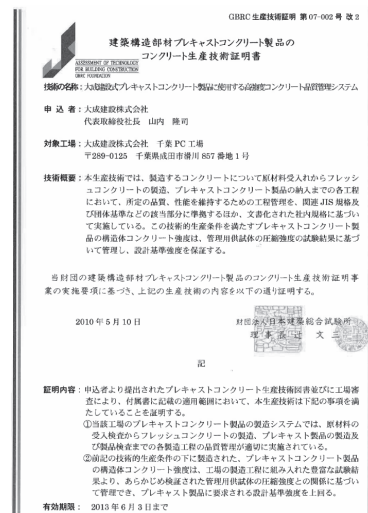 GBRC 生産技術証明 第 07-002 号 改 2
建築構造部材プレキャストコンクリート製品の
コンクリート生産技術証明書
ASSESSMENT OF TECHNOLOGY
FOR BUILDING CONSTRUCTION
GBRC FOUNDATION
技術の名称：大成建設式プレキャストコンクリート製品に使用する高強度コンクリート品質管理システム
申込者：大成建設株式会社
代表取締役社長 山内 隆司
対象工場：大成建設株式会社 千葉 PC 工場
〒289-0125 千葉県成田市滑川 857 番地 1 号
技術概要：本生産技術では、製造するコンクリートについて原材料受入れからフレッシ
ュコンクリートの製造、プレキャストコンクリート製品の納入までの各工程
において、所定の品質、性能を維持するための工程管理を、関連 JIS 規格及
び団体基準などの該当部分に準拠するほか、文書化された社内規格に基づい
て実施している。この技術的生産条件を満たすプレキャストコンクリート製
品の構造体コンクリート強度は、管理用供試体の圧縮強度の試験結果に基づ
いて管理し、設計基準強度を保証する。
当財団の建築構造部材プレキャストコンクリート製品のコンクリート生産技術証明事
業の実施要項に基づき、上記の生産技術の内容を以下の通り証明する。
2010 年 5 月 10 日
財団法人日本建築総合試験所
理事長 辻 文三
記
証明内容：申込者より提出されたプレキャストコンクリート生産技術図書並びに工場審
査により、付属書に記載の適用範囲において、本生産技術は下記の事項を満
たしていることを証明する。
①当該工場のプレキャスト製品の製造システムでは、原材料の
受入検査からフレッシュコンクリートの製造、プレキャスト製品の製造及
び製品検査までの各製造工程の品質管理が適切に実施されている。
②前記の技術的生産条件の下に製造された、プレキャストコンクリート製品
の構造体コンクリート強度は、工場の製造工程に組み入れた豊富な試験結
果より、あらかじめ検証された管理用供試体の圧縮強度との関係に基づい
て管理でき、プレキャスト製品に要求される設計基準強度を上回る。
有効期限： 2013 年 6 月 3 日まで